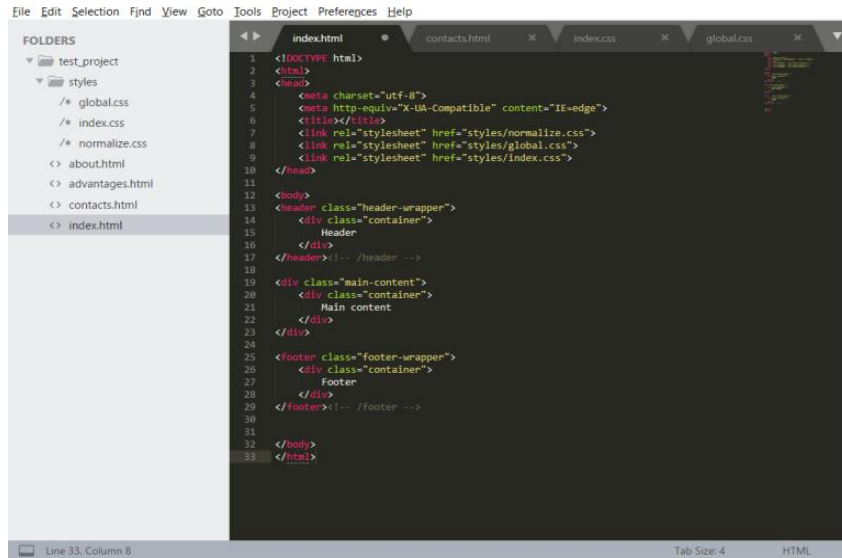 File Edit Selection Find View Goto Tools Project Preferences Help
FOLDERS
test_project
styles
/* global.css
/* index.css
/* normalize.css
<> about.html
<> advantages.html
<> contacts.html
<> index.html
index.html contacts.html index.css global.css
1 <!DOCTYPE html>
2 <html>
3 <head>
4     <meta charset="utf-8">
5     <meta http-equiv="X-UA-Compatible" content="IE=edge">
6     <title></title>
7     <link rel="stylesheet" href="styles/normalize.css">
8     <link rel="stylesheet" href="styles/global.css">
9     <link rel="stylesheet" href="styles/index.css">
10 </head>
11
12 <body>
13 <header class="header-wrapper">
14     <div class="container">
15         Header
16     </div>
17 </header><!-- /header -->
18
19 <div class="main-content">
20     <div class="container">
21         Main content
22     </div>
23 </div>
24
25 <footer class="footer-wrapper">
26     <div class="container">
27         Footer
28     </div>
29 </footer><!-- /footer -->
30
31
32 </body>
33 </html>
Line 33, Column 8 Tab Size: 4 HTML